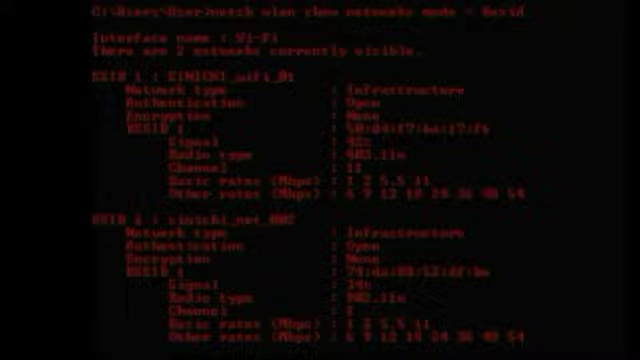 C:\Users\User>netsh wlan show networks mode = bssid
Interface name : Wi-Fi
There are 2 networks currently visible.
SSID 1 :
Network type : Infrastructure
Authentication : Open
Encryption : None
BSSID 1 :
Signal :
Radio type : 802.11n
Channel : 11
Basic rates (Mbps) : 1 2 5.5 11
Other rates (Mbps) : 6 9 12 18 24 36 48 54
SSID 2 :
Network type : Infrastructure
Authentication : Open
Encryption : None
BSSID 1 :
Signal :
Radio type : 802.11n
Channel :
Basic rates (Mbps) : 1 2 5.5 11
Other rates (Mbps) : 6 9 12 18 24 36 48 54